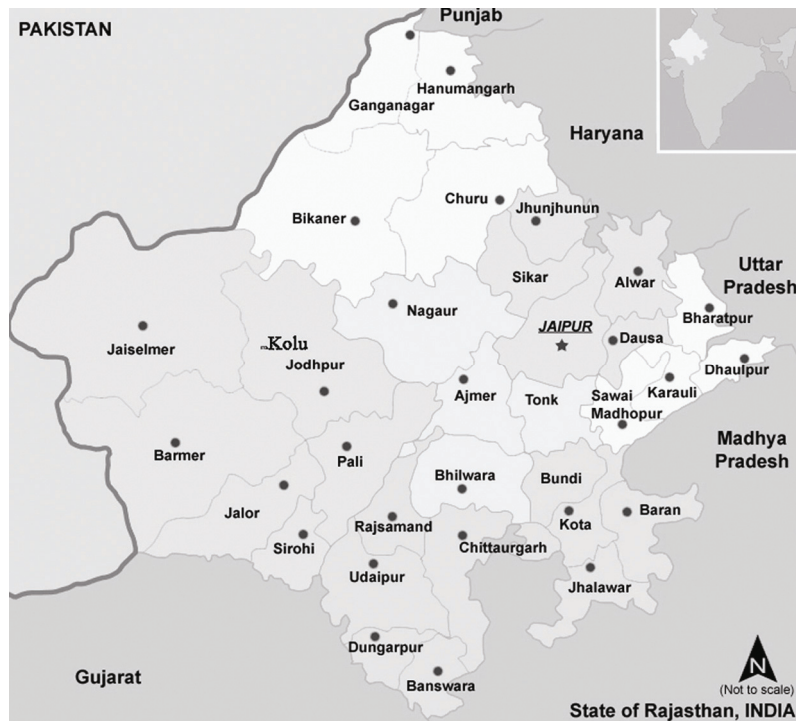 Punjab
PAKISTAN
Hanumangarh
Ganganagar
Haryana
Churu
Jhunjhunun
Bikaner
Sikar
Alwar
Uttar
Pradesh
Nagaur
Bharatpur
JAIPUR
Dausa
Kolu
Jaiselmer
Jodhpur
Dhaulpur
Ajmer
Tonk
Sawai
Madhopur
Karauli
Madhya
Pradesh
Barmer
Pali
Bhilwara
Bundi
Jalor
Rajsamand
Kota
Baran
Sirohi
Chittaurgarh
Udaipur
Jhalawar
Dungarpur
Gujarat
Banswara
N
(Not to scale)
State of Rajasthan, INDIA